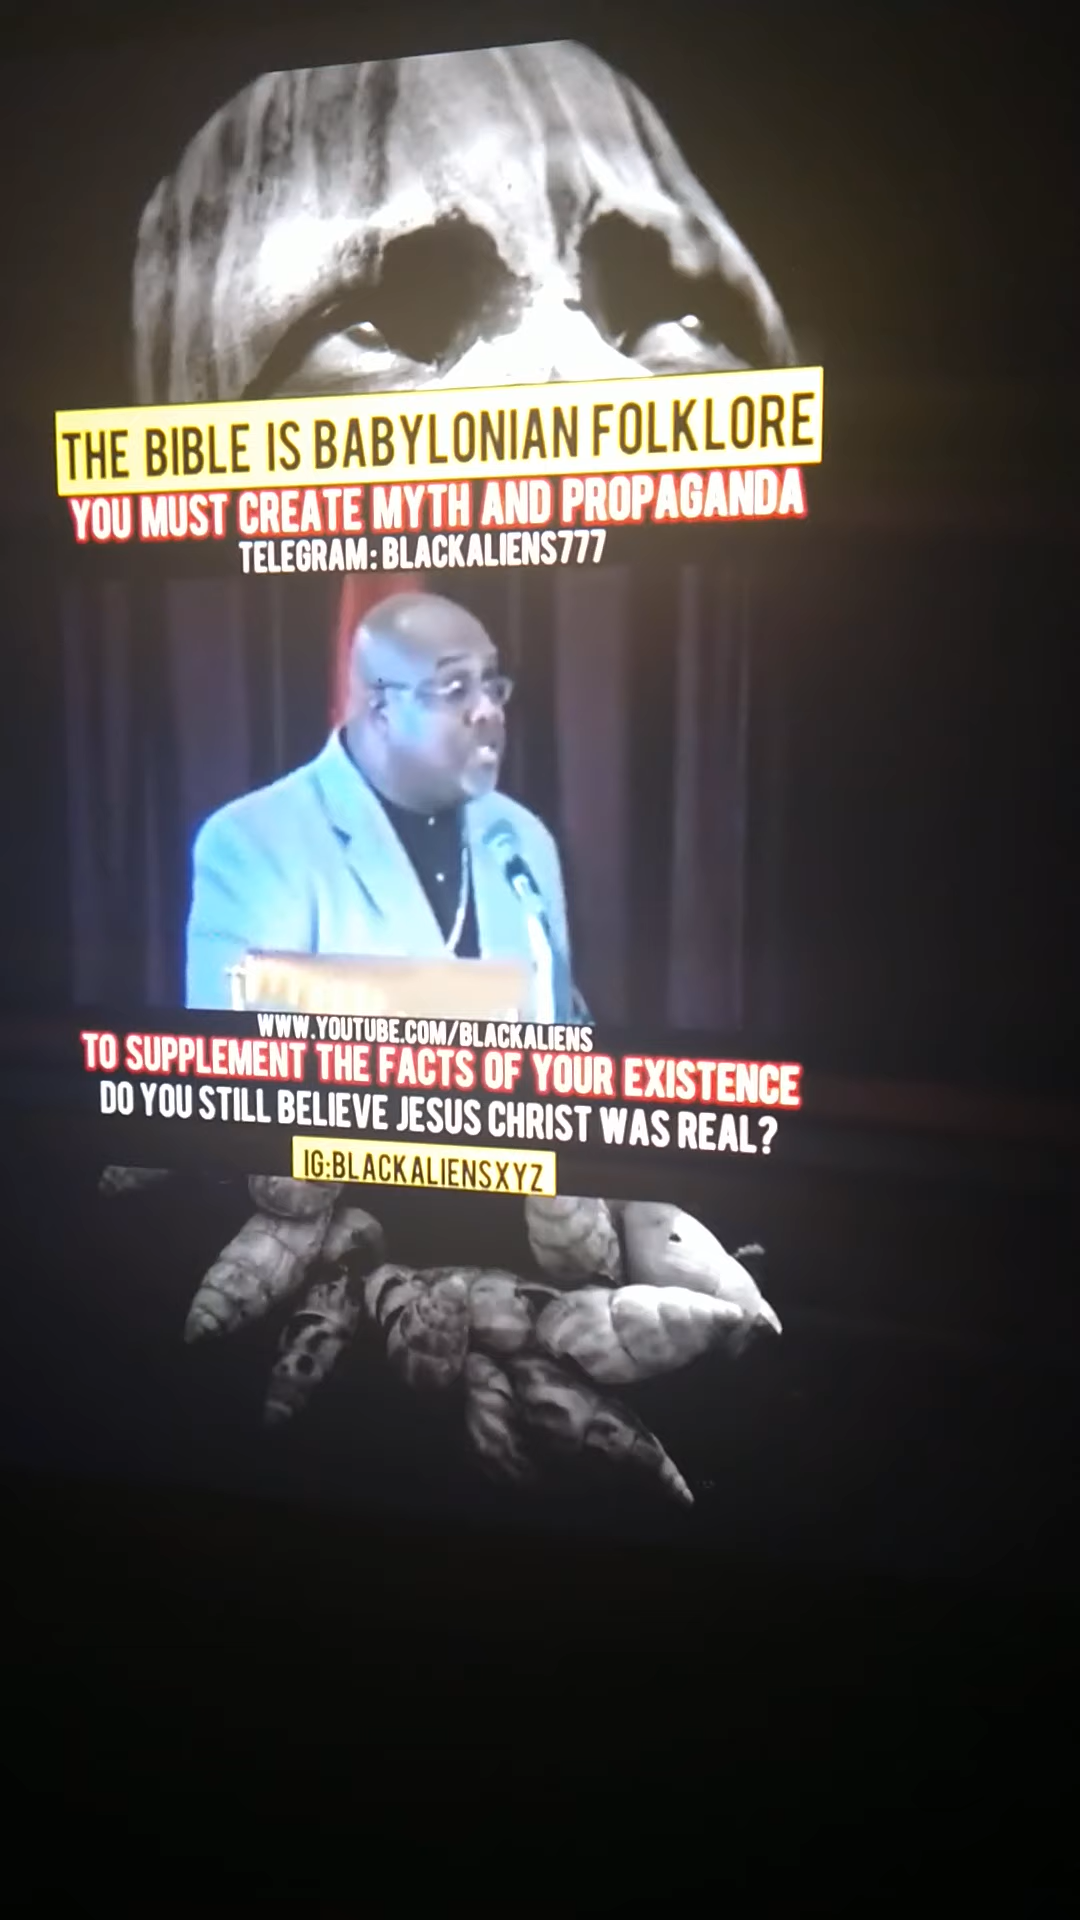 THE BIBLE IS BABYLONIAN FOLKLORE
YOU MUST CREATE MYTH AND PROPAGANDA
TELEGRAM: BLACKALIENS777
WWW.YOUTUBE.COM/BLACKALIENS
TO SUPPLEMENT THE FACTS OF YOUR EXISTENCE
DO YOU STILL BELIEVE JESUS CHRIST WAS REAL?
IG:BLACKALIENSXYZ